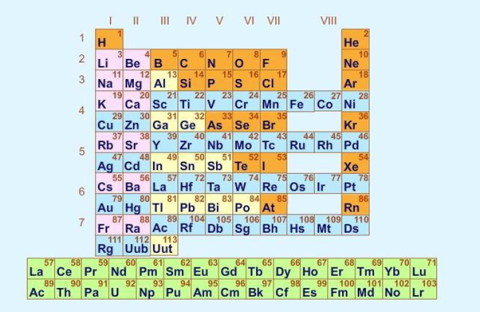 I II III IV V VI VII VIII
1 H 1 He 2
2 Li 3 Be 4 B 5 C 6 N 7 O 8 F 9 Ne 10
3 Na 11 Mg 12 Al 13 Si 14 P 15 S 16 Cl 17 Ar 18
4 K 19 Ca 20 Sc 21 Ti 22 V 23 Cr 24 Mn 25 Fe 26 Co 27 Ni 28
Cu 29 Zn 30 Ga 31 Ge 32 As 33 Se 34 Br 35 Kr 36
5 Rb 37 Sr 38 Y 39 Zr 40 Nb 41 Mo 42 Tc 43 Ru 44 Rh 45 Pd 46
Ag 47 Cd 48 In 49 Sn 50 Sb 51 Te 52 I 53 Xe 54
6 Cs 55 Ba 56 La 57 Hf 72 Ta 73 W 74 Re 75 Os 76 Ir 77 Pt 78
Au 79 Hg 80 Tl 81 Pb 82 Bi 83 Po 84 At 85 Rn 86
7 Fr 87 Ra 88 Ac 89 Rf 104 Db 105 Sg 106 Bh 107 Hs 108 Mt 109 Ds 110
Rg 111 Uub 112 Uut 113
La 57 Ce 58 Pr 59 Nd 60 Pm 61 Sm 62 Eu 63 Gd 64 Tb 65 Dy 66 Ho 67 Er 68 Tm 69 Yb 70 Lu 71
Ac 89 Th 90 Pa 91 U 92 Np 93 Pu 94 Am 95 Cm 96 Bk 97 Cf 98 Es 99 Fm 100 Md 101 No 102 Lr 103